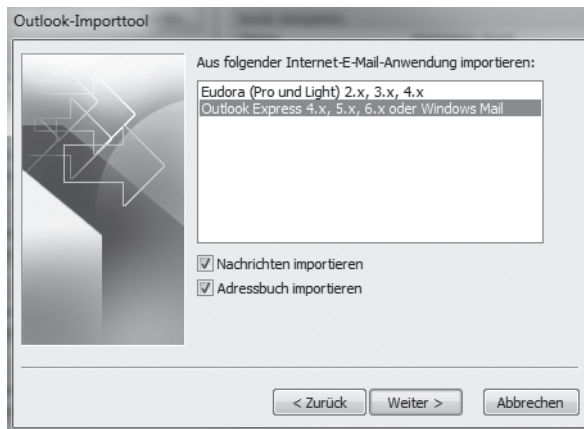 Outlook-Importtool
Aus folgender Internet-E-Mail-Anwendung importieren:
Eudora (Pro und Light) 2.x, 3.x, 4.x
Outlook Express 4.x, 5.x, 6.x oder Windows Mail
Nachrichten importieren
Adressbuch importieren
< Zurück
Weiter >
Abbrechen